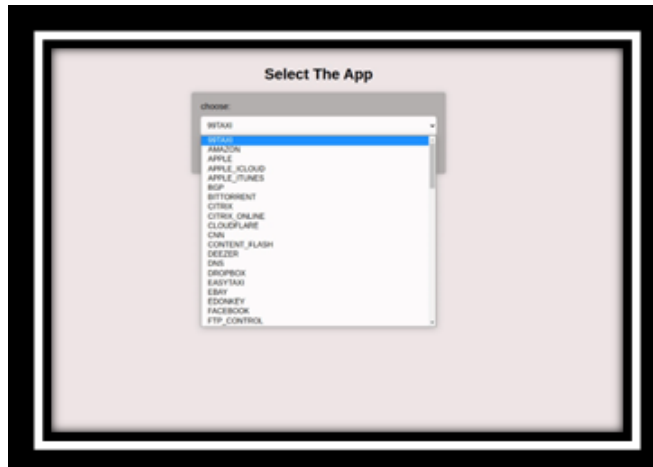 Select The App
choose:
99TAXI
99TAXI
AMAZON
APPLE
APPLE_ICLOUD
APPLE_ITUNES
BGP
BITTORRENT
CITRIX
CITRIX_ONLINE
CLOUDFLARE
CNN
CONTENT_FLASH
DEEZER
DNS
DROPBOX
EASYTAXI
EBAY
EDONKEY
FACEBOOK
FTP_CONTROL